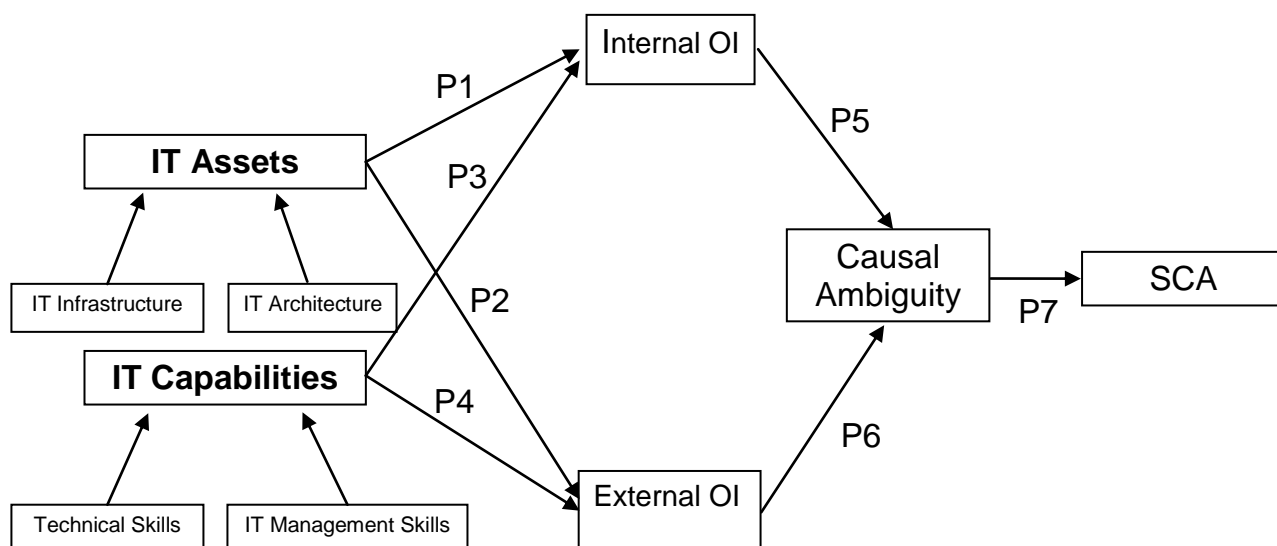 Internal OI
P1
P5
IT Assets
P3
Causal
Ambiguity
SCA
IT Infrastructure
IT Architecture
P2
P7
IT Capabilities
P4
P6
External OI
Technical Skills
IT Management Skills